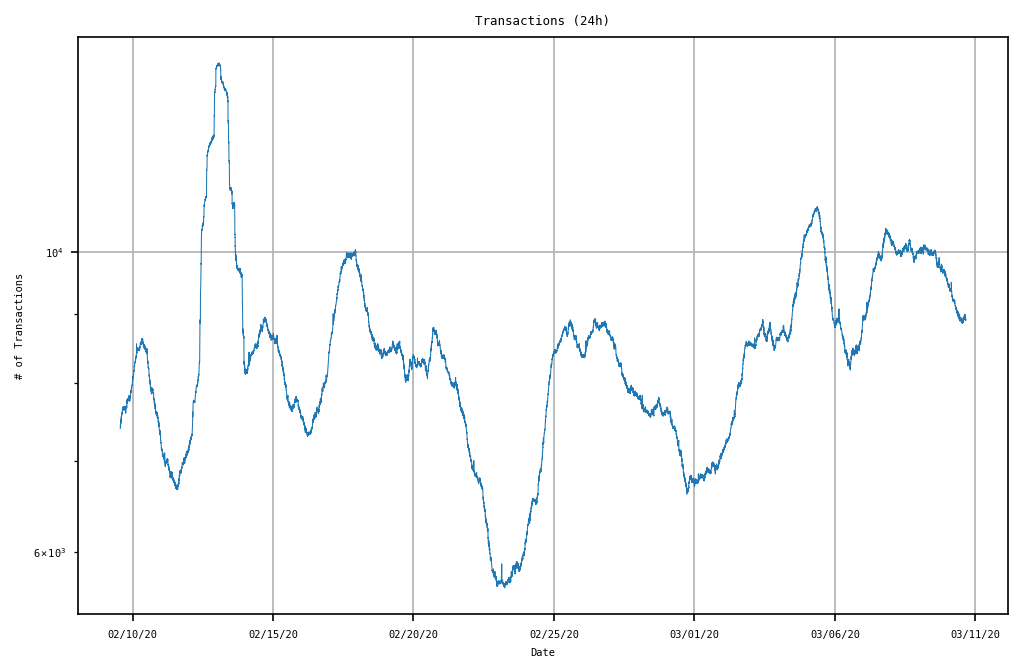 Transactions (24h)
# of Transactions
10⁴
6×10³
02/10/20 02/15/20 02/20/20 02/25/20 03/01/20 03/06/20 03/11/20
Date